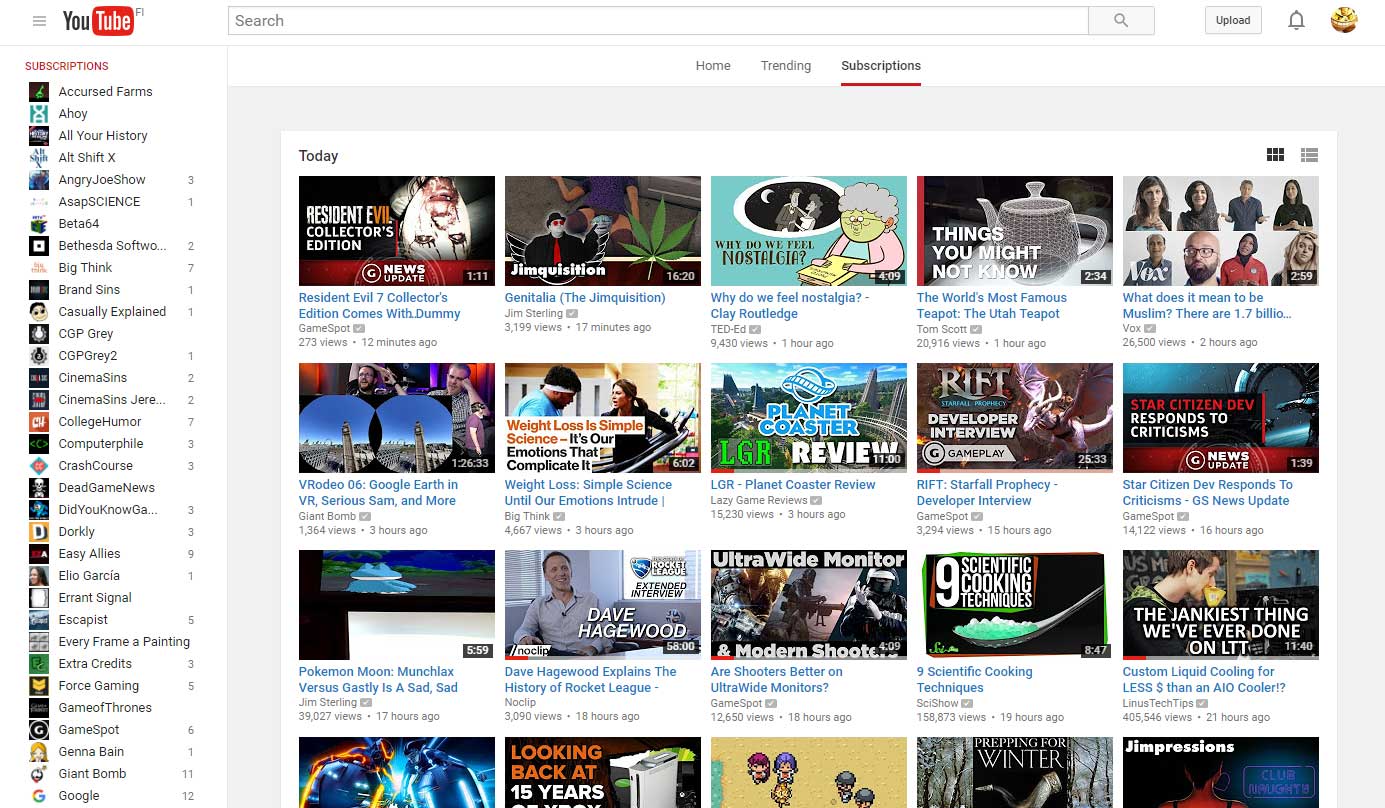 YouTube FI
Search
Upload
Home Trending Subscriptions
SUBSCRIPTIONS
Accursed Farms
Ahoy
All Your History
Alt Shift X
AngryJoeShow 3
AsapSCIENCE 1
Beta64
Bethesda Softwo... 2
Big Think 7
Brand Sins 1
Casually Explained 1
CGP Grey
CGPGrey2 1
CinemaSins 2
CinemaSins Jere... 2
CollegeHumor 7
Computerphile 3
CrashCourse 3
DeadGameNews
DidYouKnowGa... 3
Dorkly 3
Easy Allies 9
Elio García 1
Errant Signal
Escapist 5
Every Frame a Painting
Extra Credits 3
Force Gaming 5
GameofThrones
GameSpot 6
Genna Bain 1
Giant Bomb 11
Google 12
Today
RESIDENT EVIL
COLLECTOR'S
EDITION
G NEWS
UPDATE
1:11
Resident Evil 7 Collector's
Edition Comes With...Dummy
GameSpot
273 views • 12 minutes ago
Jimquisition
16:20
Genitalia (The Jimquisition)
Jim Sterling
3,199 views • 17 minutes ago
WHY DO WE FEEL
NOSTALGIA?
4:09
Why do we feel nostalgia? -
Clay Routledge
TED-Ed
9,430 views • 1 hour ago
THINGS
YOU MIGHT
NOT KNOW
2:34
The World's Most Famous
Teapot: The Utah Teapot
Tom Scott
20,916 views • 1 hour ago
Vox
2:59
What does it mean to be
Muslim? There are 1.7 billio...
Vox
26,500 views • 2 hours ago
1:26:33
VRodeo 06: Google Earth in
VR, Serious Sam, and More
Giant Bomb
1,364 views • 3 hours ago
Weight Loss Is Simple
Science – It's Our
Emotions That
Complicate It
6:02
Weight Loss: Simple Science
Until Our Emotions Intrude |
Big Think
4,667 views • 3 hours ago
PLANET
COASTER
LGR REVIEW
11:00
LGR - Planet Coaster Review
Lazy Game Reviews
15,230 views • 3 hours ago
RIFT
STARFALL PROPHECY
DEVELOPER
INTERVIEW
G GAMEPLAY
25:33
RIFT: Starfall Prophecy -
Developer Interview
GameSpot
3,294 views • 15 hours ago
STAR CITIZEN DEV
RESPONDS TO
CRITICISMS
G NEWS
UPDATE
1:39
Star Citizen Dev Responds To
Criticisms - GS News Update
GameSpot
14,122 views • 16 hours ago
5:59
Pokemon Moon: Munchlax
Versus Gastly Is A Sad, Sad
Jim Sterling
39,027 views • 17 hours ago
ROCKET
LEAGUE
EXTENDED
INTERVIEW
DAVE
HAGEWOOD
/noclip
58:00
Dave Hagewood Explains The
History of Rocket League -
Noclip
3,090 views • 18 hours ago
UltraWide Monitor
& Modern Shooters
4:09
Are Shooters Better on
UltraWide Monitors?
GameSpot
12,650 views • 18 hours ago
9 SCIENTIFIC
COOKING
TECHNIQUES
Sci
8:47
9 Scientific Cooking
Techniques
SciShow
158,873 views • 19 hours ago
THE JANKIEST THING
WE'VE EVER DONE
ON LTT
11:40
Custom Liquid Cooling for
LESS $ than an AIO Cooler!?
LinusTechTips
405,546 views • 21 hours ago
LOOKING
BACK AT
15 YEARS
OF XBOX
PREPPING FOR
WINTER
Jimpressions
CLUB
NAUGHTY